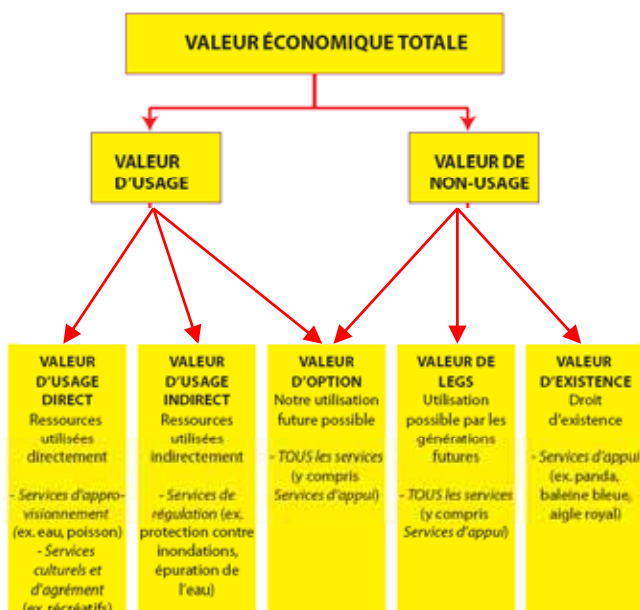 VALEUR ÉCONOMIQUE TOTALE
VALEUR
D'USAGE
VALEUR DE
NON-USAGE
VALEUR
D'USAGE
DIRECT
Ressources
utilisées
directement
- Services d'appro-
visionnement
(ex. eau, poisson)
- Services
culturels et
d'agrément
(ex. récréatifs)
VALEUR
D'USAGE
INDIRECT
Ressources
utilisées
indirectement
- Services de
régulation (ex.
protection contre
inondations,
épuration de
l'eau)
VALEUR
D'OPTION
Notre utilisation
future possible
- TOUS les services
(y compris
Services d'appui)
VALEUR DE
LEGS
Utilisation
possible par les
générations
futures
- TOUS les services
(y compris
Services d'appui)
VALEUR
D'EXISTENCE
Droit
d'existence
- Services d'appui
(ex. panda,
baleine bleue,
aigle royal)